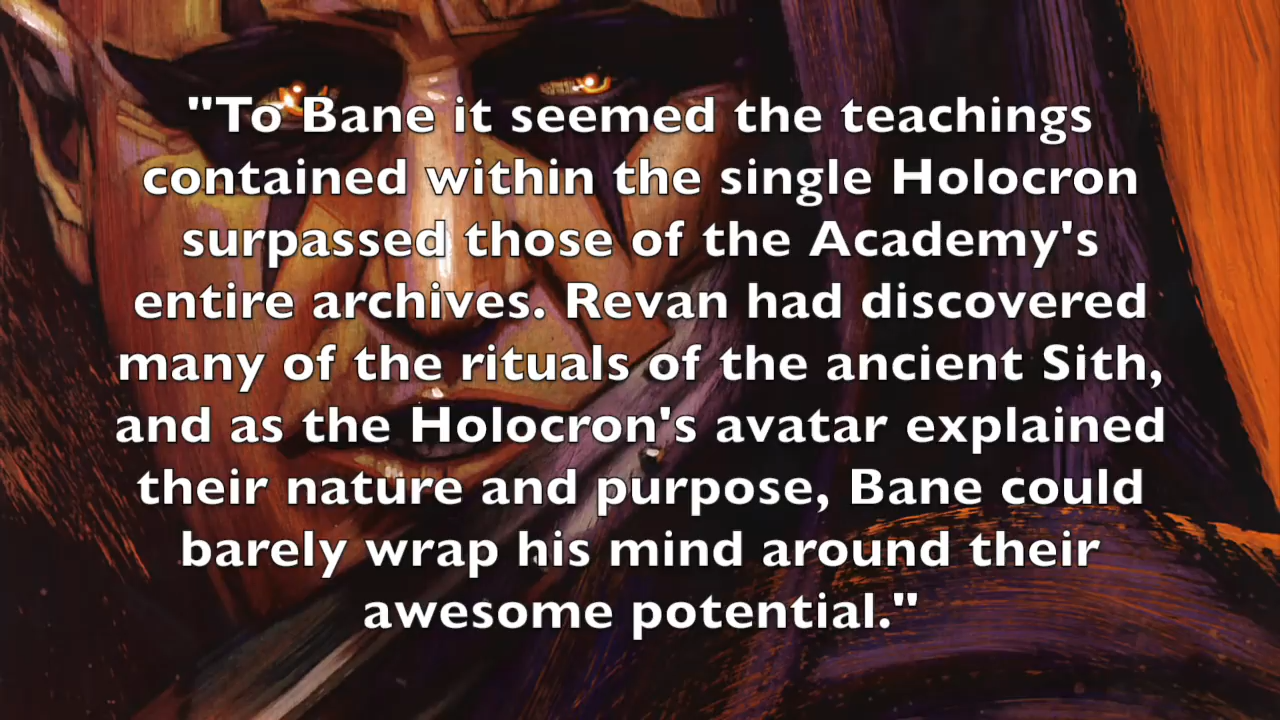 "To Bane it seemed the teachings
contained within the single Holocron
surpassed those of the Academy's
entire archives. Revan had discovered
many of the rituals of the ancient Sith,
and as the Holocron's avatar explained
their nature and purpose, Bane could
barely wrap his mind around their
awesome potential."